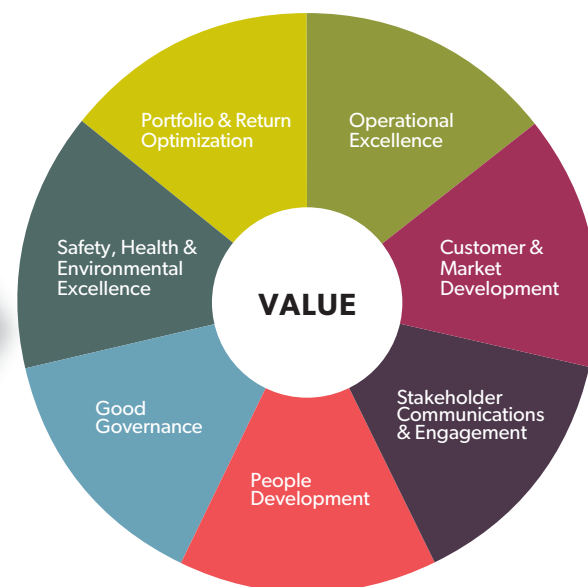 Portfolio & Return
Optimization
Operational
Excellence
Safety, Health &
Environmental
Excellence
VALUE
Customer &
Market
Development
Good
Governance
Stakeholder
Communications
& Engagement
People
Development